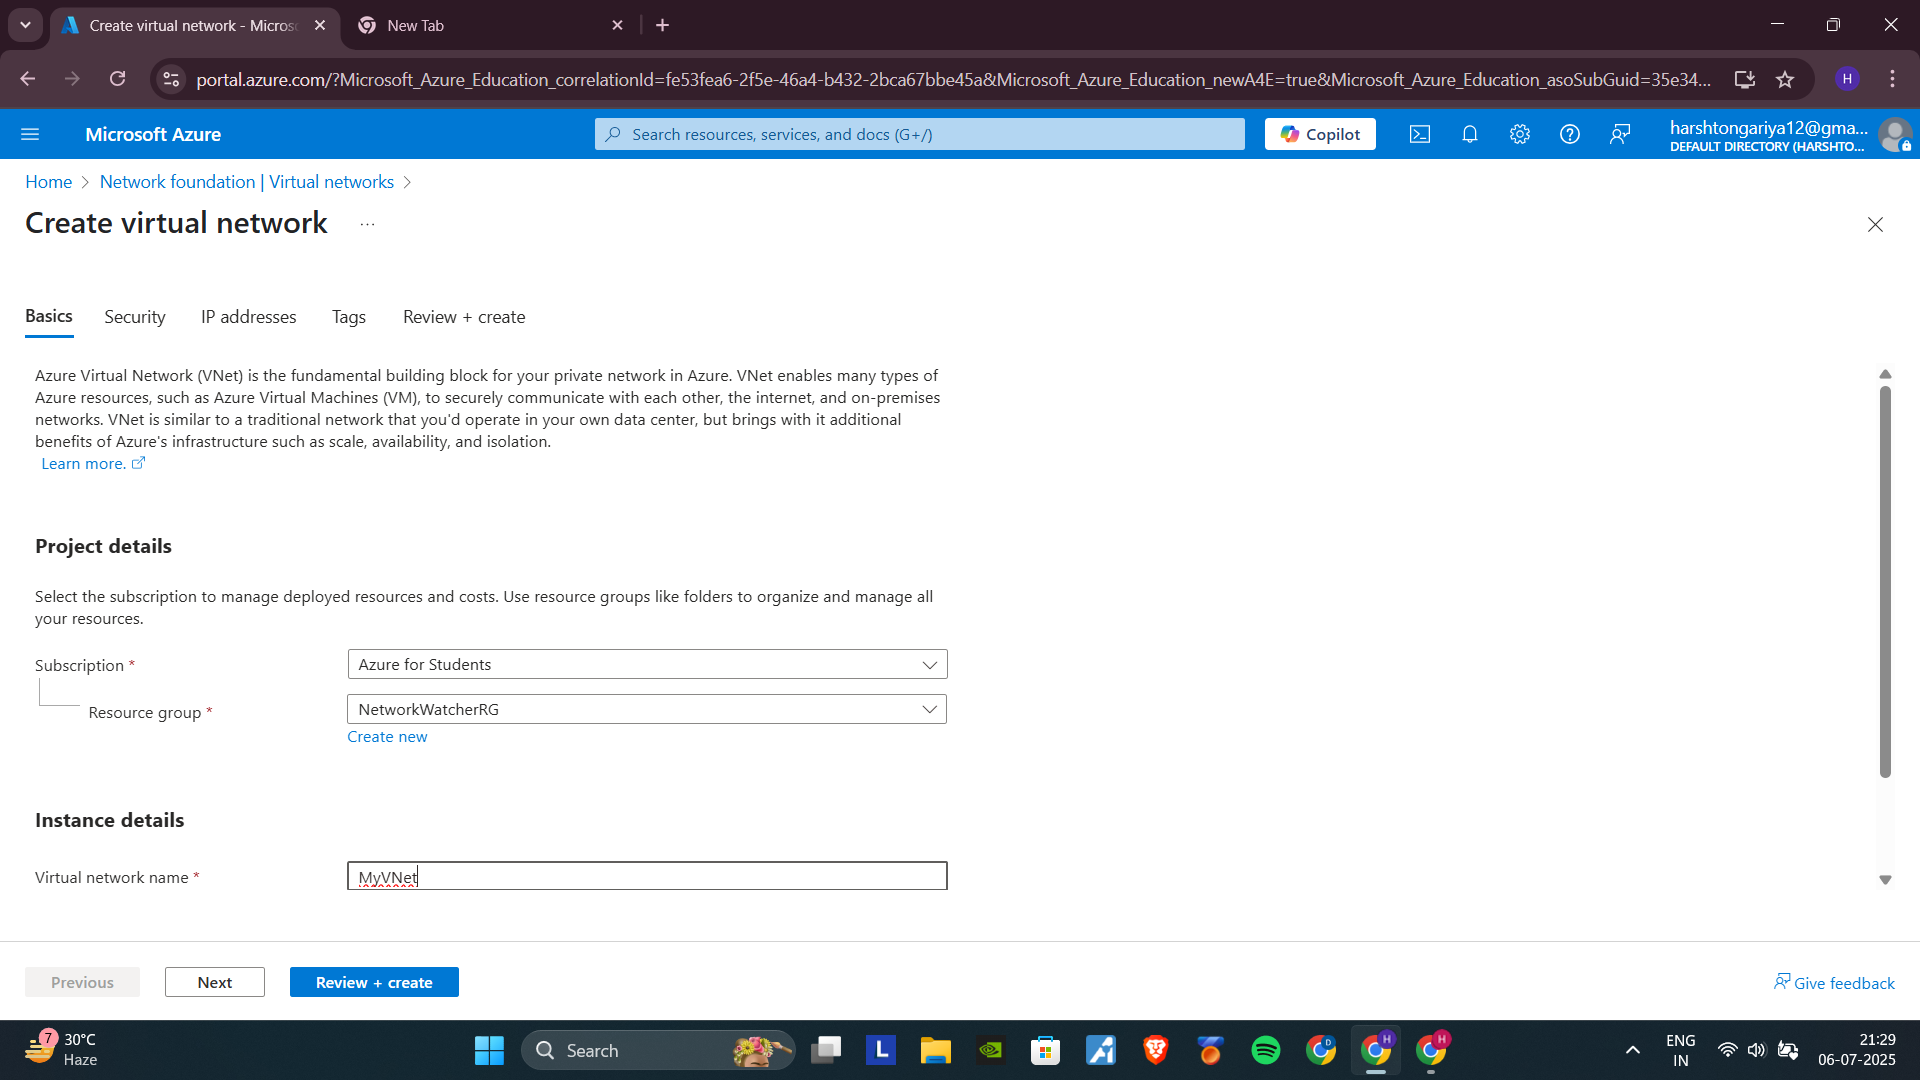 Create virtual network - Micros
New Tab
portal.azure.com/?Microsoft_Azure_Education_correlationId=fe53fea6-2f5e-46a4-b432-2bca67bbe45a&Microsoft_Azure_Education_newA4E=true&Microsoft_Azure_Education_asoSubGuid=35e34...
H
Microsoft Azure
Search resources, services, and docs (G+/)
Copilot
harshtongariya12@gma...
DEFAULT DIRECTORY (HARSHTO...
Home > Network foundation | Virtual networks >
Create virtual network ...
Basics
Security
IP addresses
Tags
Review + create
Azure Virtual Network (VNet) is the fundamental building block for your private network in Azure. VNet enables many types of
Azure resources, such as Azure Virtual Machines (VM), to securely communicate with each other, the internet, and on-premises
networks. VNet is similar to a traditional network that you'd operate in your own data center, but brings with it additional
benefits of Azure's infrastructure such as scale, availability, and isolation.
Learn more.
Project details
Select the subscription to manage deployed resources and costs. Use resource groups like folders to organize and manage all
your resources.
Subscription *
Azure for Students
Resource group *
NetworkWatcherRG
Create new
Instance details
Virtual network name *
MyVNet
Previous
Next
Review + create
Give feedback
7
30°C
Haze
Search
L
D
H
H
ENG
IN
21:29
06-07-2025